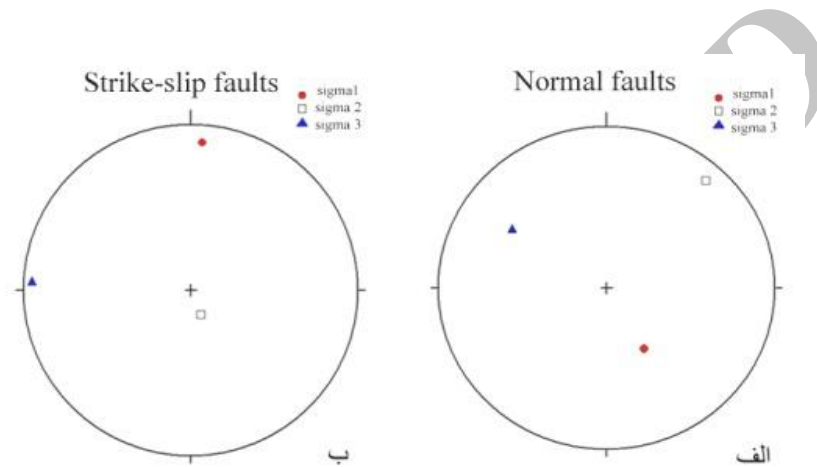 Strike-slip faults
sigma1
sigma 2
sigma 3
ب
Normal faults
sigma1
sigma 2
sigma 3
الف